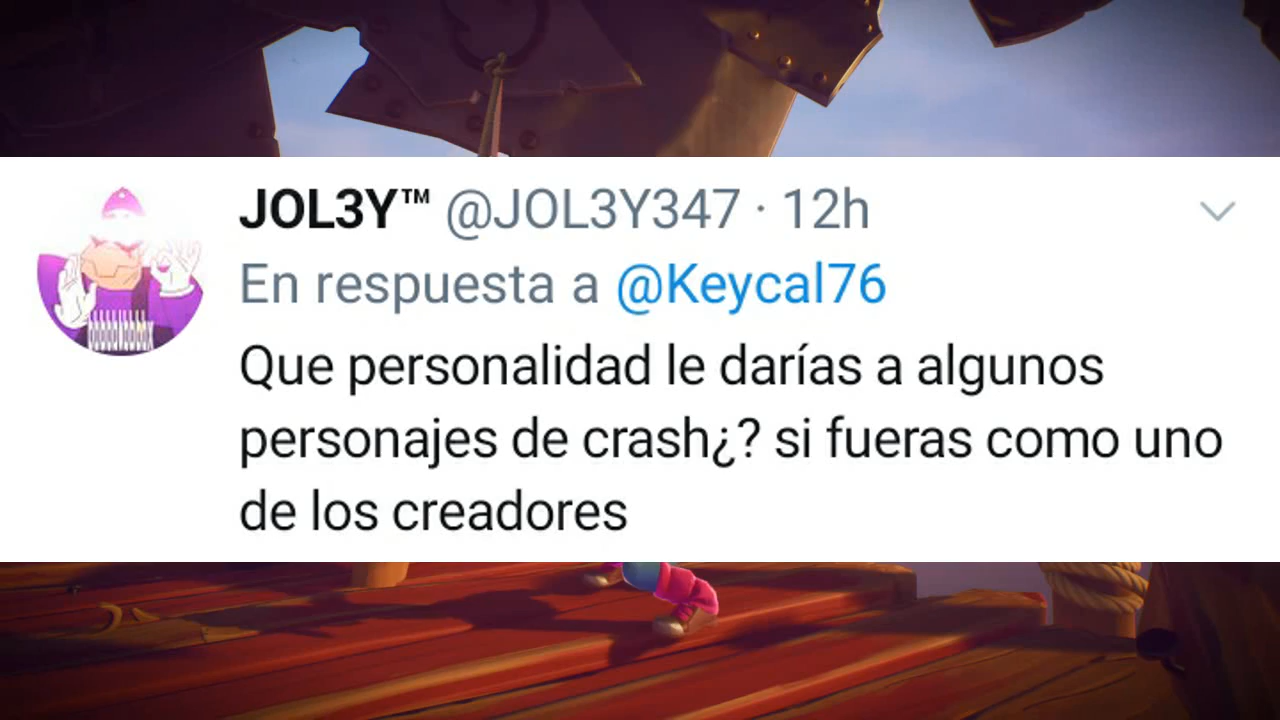 JOL3Y™ @JOL3Y347 · 12h
En respuesta a @Keycal76
Que personalidad le darías a algunos
personajes de crash¿? si fueras como uno
de los creadores